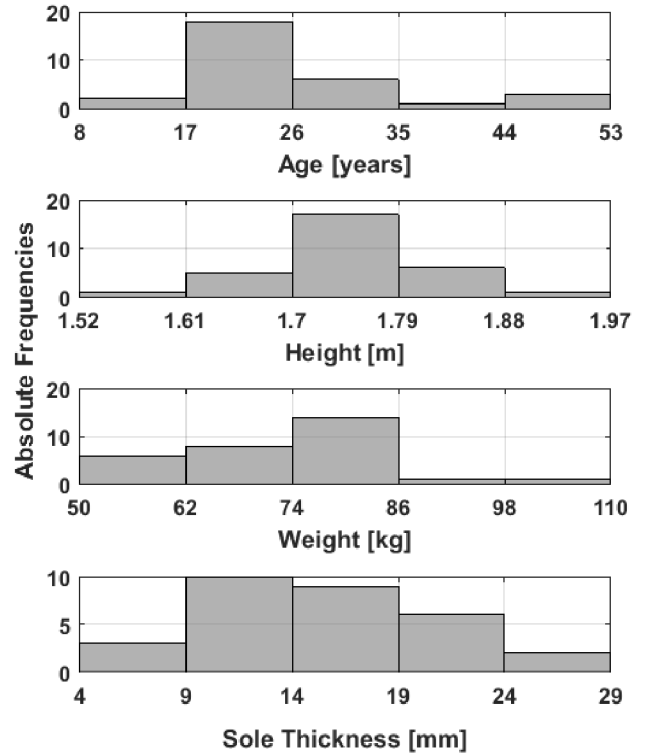 20
10
0
8 17 26 35 44 53
Age [years]
20
10
0
1.52 1.61 1.7 1.79 1.88 1.97
Height [m]
Absolute Frequencies
20
10
0
50 62 74 86 98 110
Weight [kg]
10
5
0
4 9 14 19 24 29
Sole Thickness [mm]